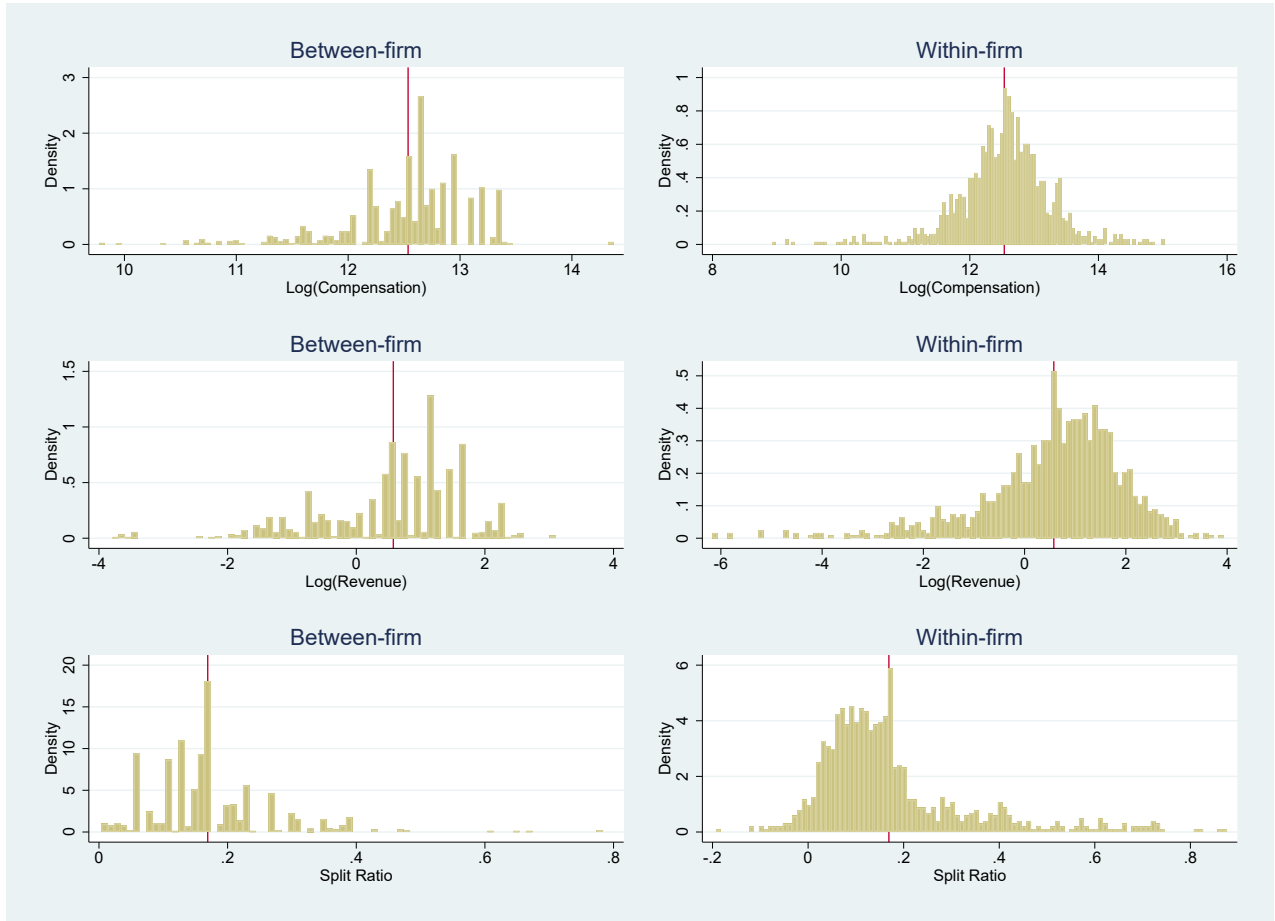 Between-firm
Density
3
2
1
0
10 11 12 13 14
Log(Compensation)
Within-firm
Density
1
.8
.6
.4
.2
0
8 10 12 14 16
Log(Compensation)
Between-firm
Density
1.5
1
.5
0
-4 -2 0 2 4
Log(Revenue)
Within-firm
Density
.5
.4
.3
.2
.1
0
-6 -4 -2 0 2 4
Log(Revenue)
Between-firm
Density
20
15
10
5
0
0 .2 .4 .6 .8
Split Ratio
Within-firm
Density
6
4
2
0
-.2 0 .2 .4 .6 .8
Split Ratio